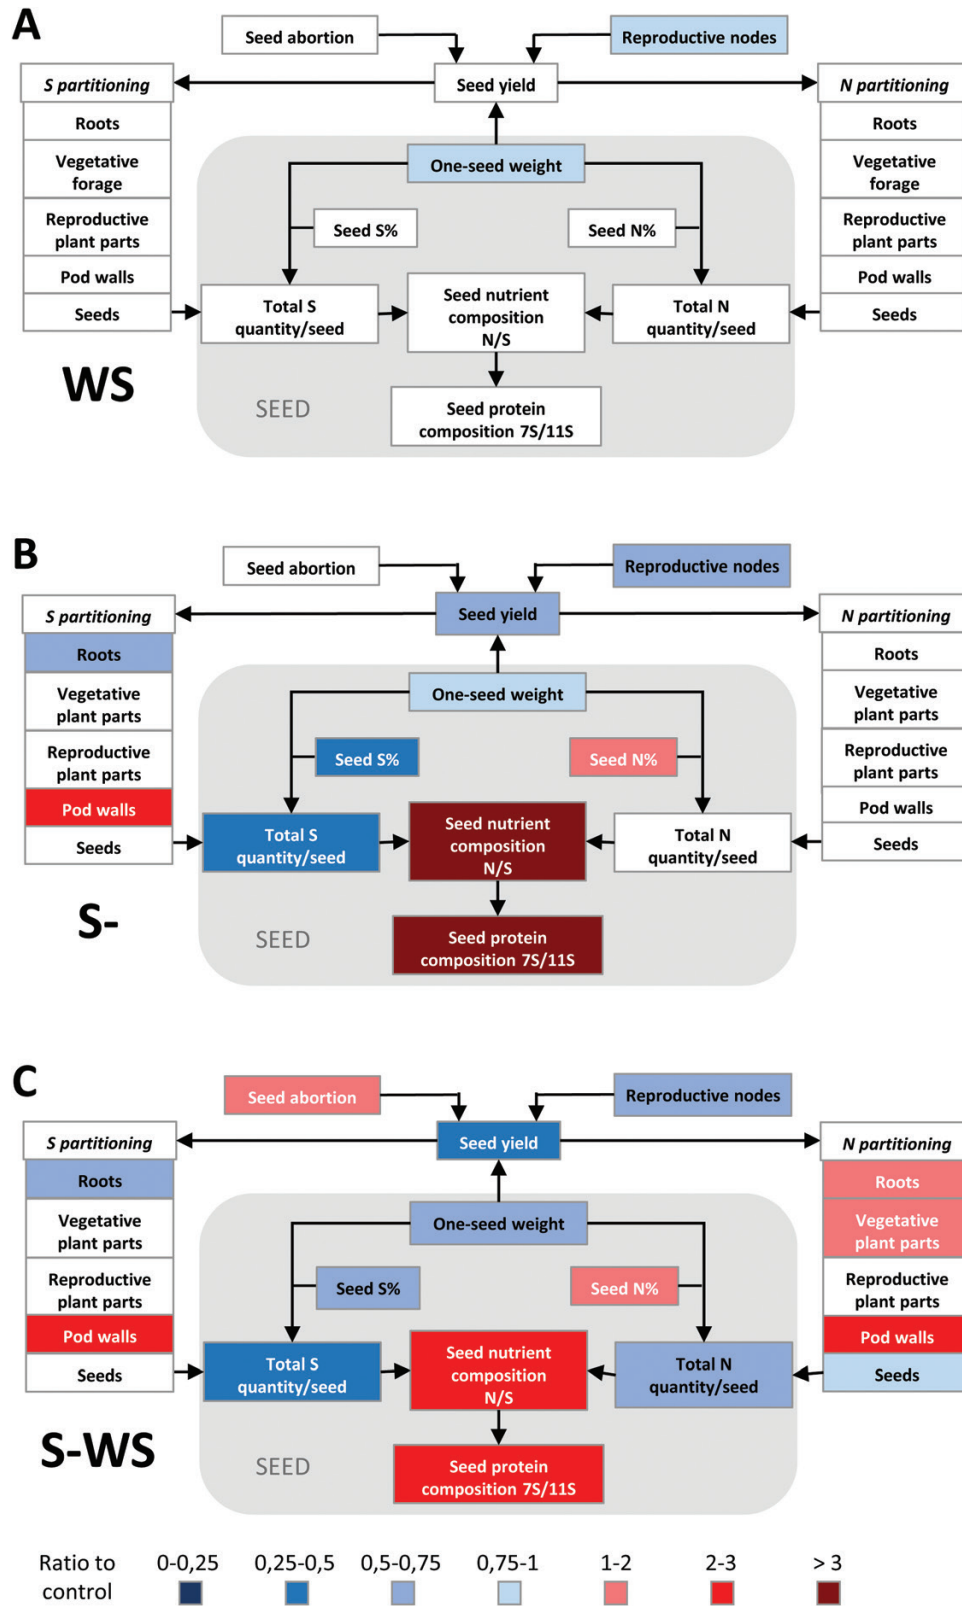 A
Seed abortion
Reproductive nodes
S partitioning
Seed yield
N partitioning
Roots
Vegetative
forage
Reproductive
plant parts
Pod walls
Seeds
One-seed weight
Seed S%
Seed N%
Total S
quantity/seed
Seed nutrient
composition
N/S
Total N
quantity/seed
Seed protein
composition 7S/11S
SEED
Roots
Vegetative
forage
Reproductive
plant parts
Pod walls
Seeds
WS
B
Seed abortion
Reproductive nodes
S partitioning
Seed yield
N partitioning
Roots
Vegetative
plant parts
Reproductive
plant parts
Pod walls
Seeds
One-seed weight
Seed S%
Seed N%
Total S
quantity/seed
Seed nutrient
composition
N/S
Total N
quantity/seed
Seed protein
composition 7S/11S
SEED
Roots
Vegetative
plant parts
Reproductive
plant parts
Pod walls
Seeds
S-
C
Seed abortion
Reproductive nodes
S partitioning
Seed yield
N partitioning
Roots
Vegetative
plant parts
Reproductive
plant parts
Pod walls
Seeds
One-seed weight
Seed S%
Seed N%
Total S
quantity/seed
Seed nutrient
composition
N/S
Total N
quantity/seed
Seed protein
composition 7S/11S
SEED
Roots
Vegetative
plant parts
Reproductive
plant parts
Pod walls
Seeds
S-WS
Ratio to
control
0-0,25
0,25-0,5
0,5-0,75
0,75-1
1-2
2-3
> 3